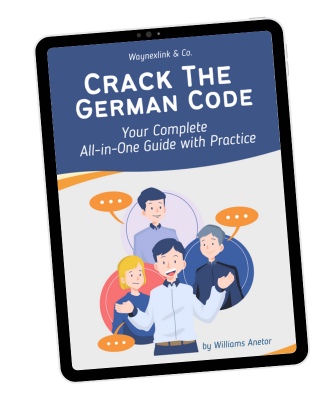 Waynexlink & Co.
CRACK THE
GERMAN CODE
Your Complete
All-in-One Guide with Practice
by Williams Anetor